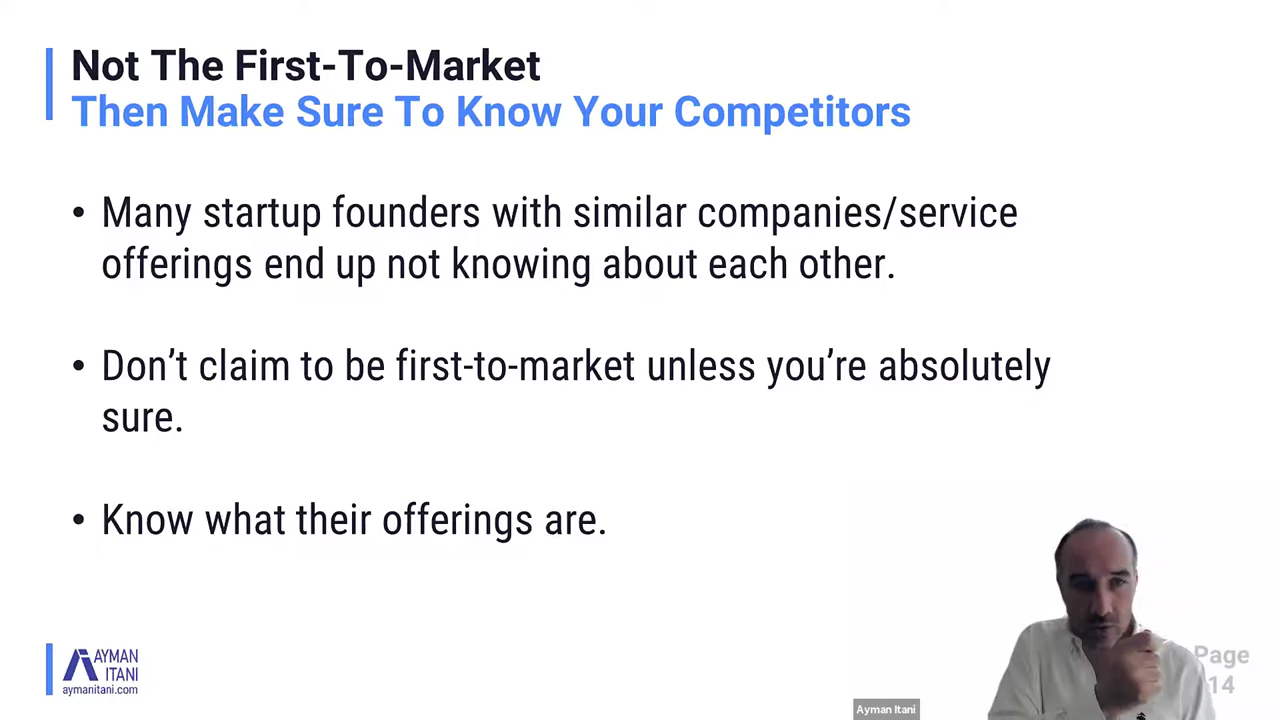 Not The First-To-Market
Then Make Sure To Know Your Competitors
• Many startup founders with similar companies/service
offerings end up not knowing about each other.
• Don’t claim to be first-to-market unless you’re absolutely
sure.
• Know what their offerings are.
AYMAN
ITANI
aymanitani.com
Ayman Itani
Page
14